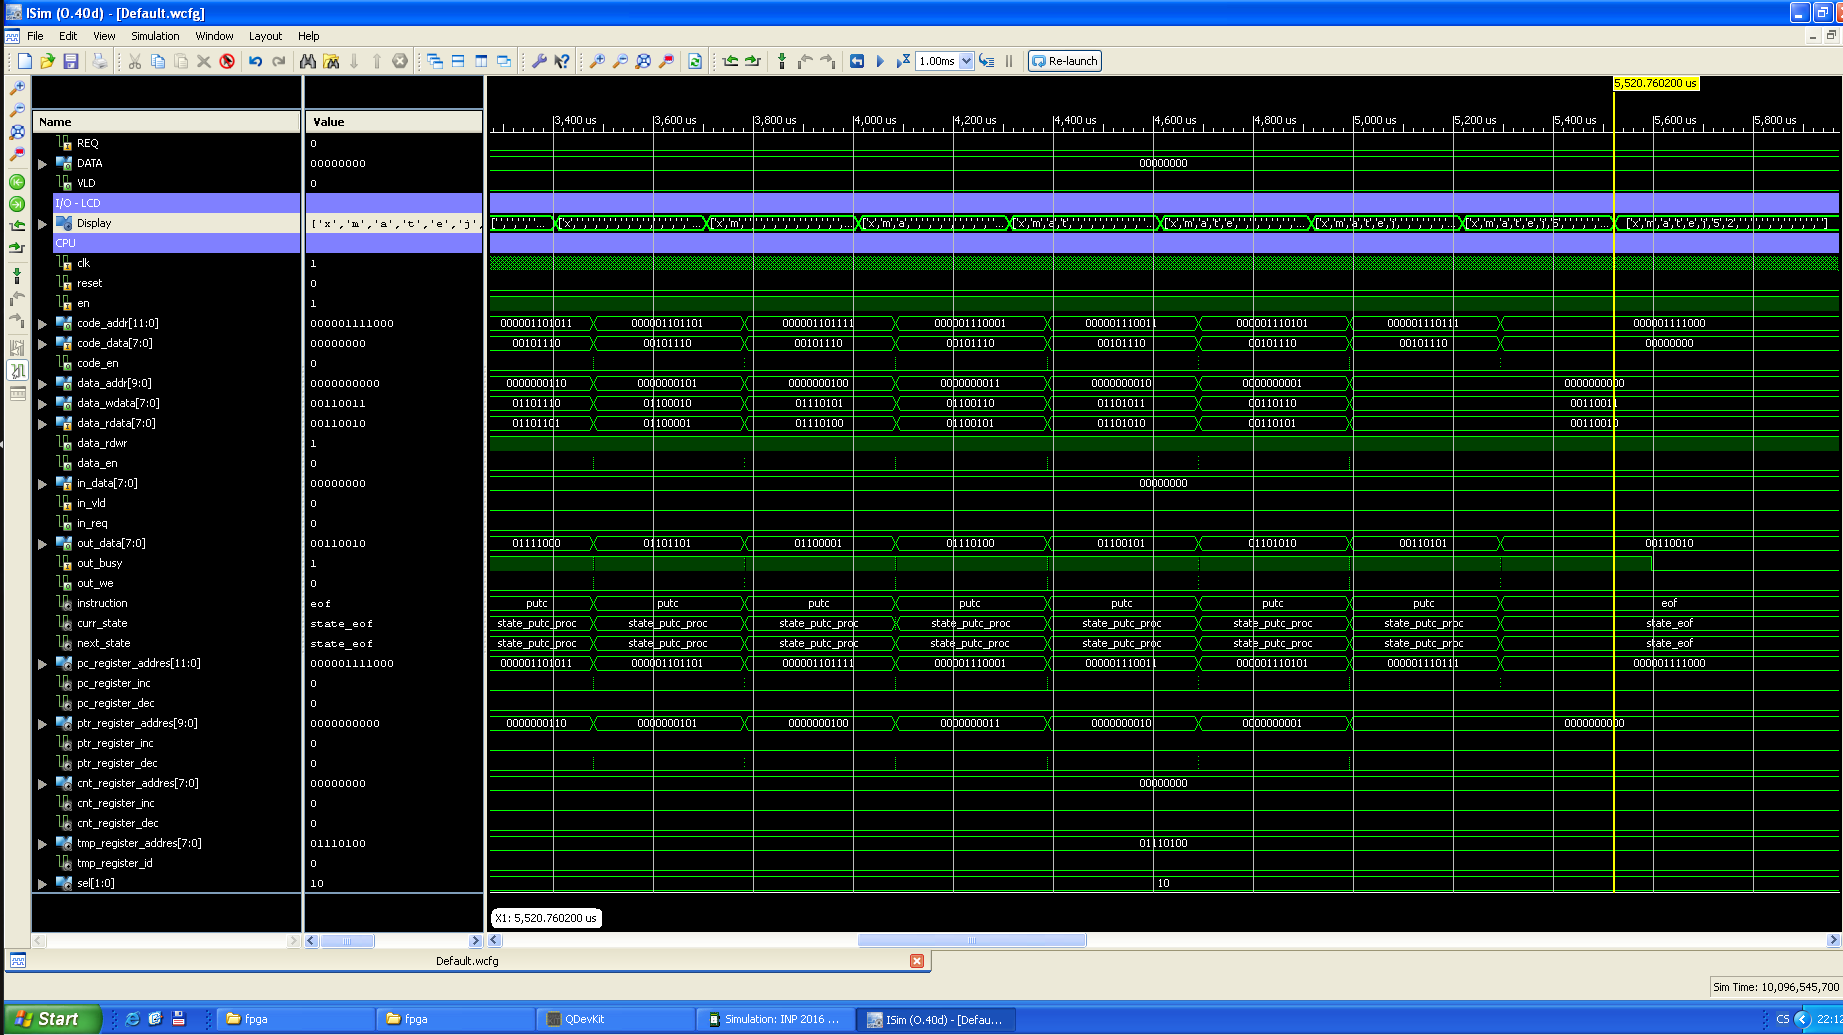 ISim (O.40d) - [Default.wcfg]
File Edit View Simulation Window Layout Help
1.00ms Re-launch
5,520.760200 us
Name Value
3,400 us 3,600 us 3,800 us 4,000 us 4,200 us 4,400 us 4,600 us 4,800 us 5,000 us 5,200 us 5,400 us 5,600 us 5,800 us
REQ 0
DATA 00000000 00000000
VLD 0
I/O - LCD
Display ['x','m','a','t','e','j', [',',',',... ['x,',',',',',',',',',... ['x,'m,',',',',',',',... ['x,'m,'a,',',',',',',... ['x,'m,'a,'t,',',',',',... ['x,'m,'a,'t,'e,',',',',... ['x,'m,'a,'t,'e,'j,',',',... ['x,'m,'a,'t,'e,'j,'5,',',',... ['x,'m,'a,'t,'e,'j,'5,'2,',',',',',',']
CPU
clk 1
reset 0
en 1
code_addr[11:0] 000001111000 000001101011 000001101101 000001101111 000001110001 000001110011 000001110101 000001110111 000001111000
code_data[7:0] 00000000 00101110 00101110 00101110 00101110 00101110 00101110 00101110 00000000
code_en 0
data_addr[9:0] 0000000000 0000000110 0000000101 0000000100 0000000011 0000000010 0000000001 0000000000
data_wdata[7:0] 00110011 01101110 01100010 01110101 01100110 01101011 00110110 00110011
data_rdata[7:0] 00110010 01101101 01100001 01110100 01100101 01101010 00110101 00110010
data_rdwr 1
data_en 0
in_data[7:0] 00000000 00000000
in_vld 0
in_req 0
out_data[7:0] 00110010 01111000 01101101 01100001 01110100 01100101 01101010 00110101 00110010
out_busy 1
out_we 0
instruction eof putc putc putc putc putc putc putc eof
curr_state state_eof state_putc_proc state_putc_proc state_putc_proc state_putc_proc state_putc_proc state_putc_proc state_putc_proc state_eof
next_state state_eof state_putc_proc state_putc_proc state_putc_proc state_putc_proc state_putc_proc state_putc_proc state_putc_proc state_eof
pc_register_addres[11:0] 000001111000 000001101011 000001101101 000001101111 000001110001 000001110011 000001110101 000001110111 000001111000
pc_register_inc 0
pc_register_dec 0
ptr_register_addres[9:0] 0000000000 0000000110 0000000101 0000000100 0000000011 0000000010 0000000001 0000000000
ptr_register_inc 0
ptr_register_dec 0
cnt_register_addres[7:0] 00000000 00000000
cnt_register_inc 0
cnt_register_dec 0
tmp_register_addres[7:0] 01110100 01110100
tmp_register_id 0
sel[1:0] 10 10
X1: 5,520.760200 us
Default.wcfg
Sim Time: 10,096,545,700
Start fpga fpga QDevKit Simulation: INP 2016 ... ISim (O.40d) - [Defau... CS 22:12